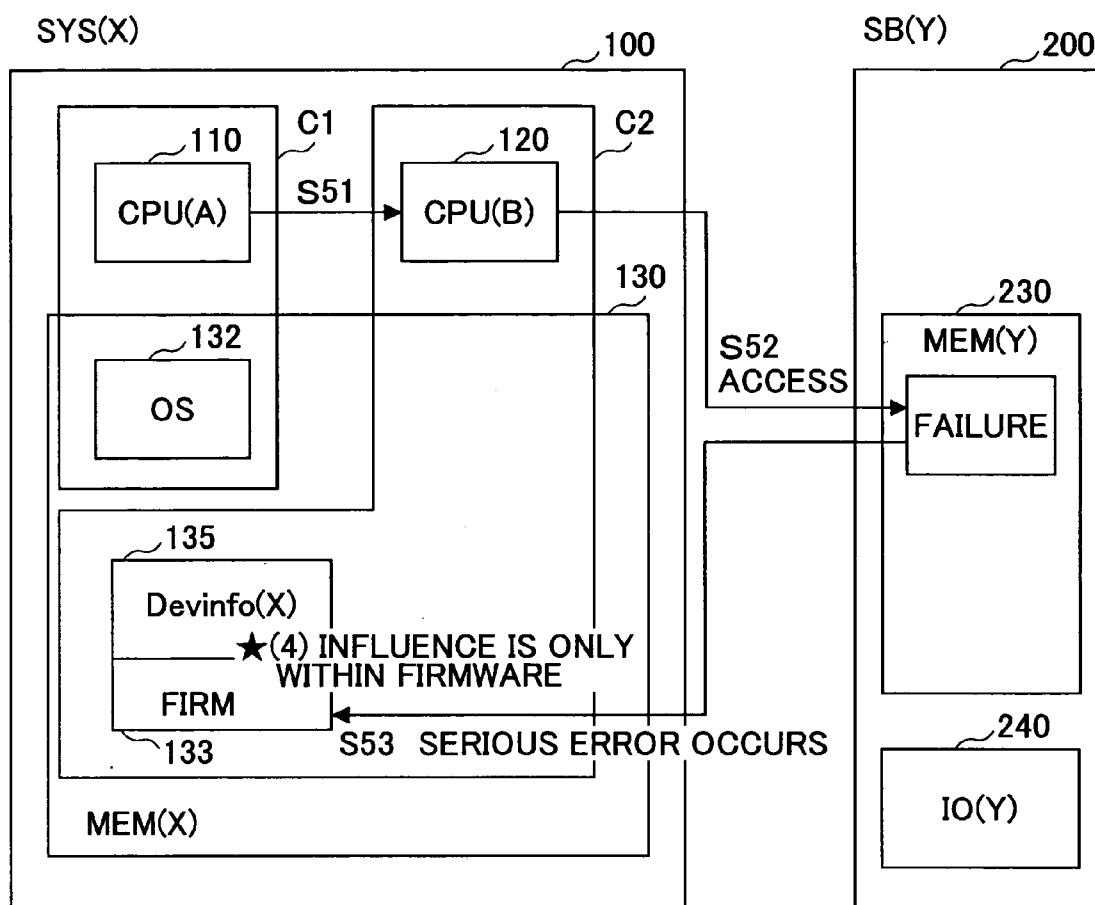 SYS(X)
100
SB(Y)
200
C1
C2
110
CPU(A)
S51
120
CPU(B)
130
132
OS
S52
ACCESS
230
MEM(Y)
FAILURE
135
Devinfo(X)
★(4) INFLUENCE IS ONLY
WITHIN FIRMWARE
FIRM
133
S53 SERIOUS ERROR OCCURS
240
IO(Y)
MEM(X)